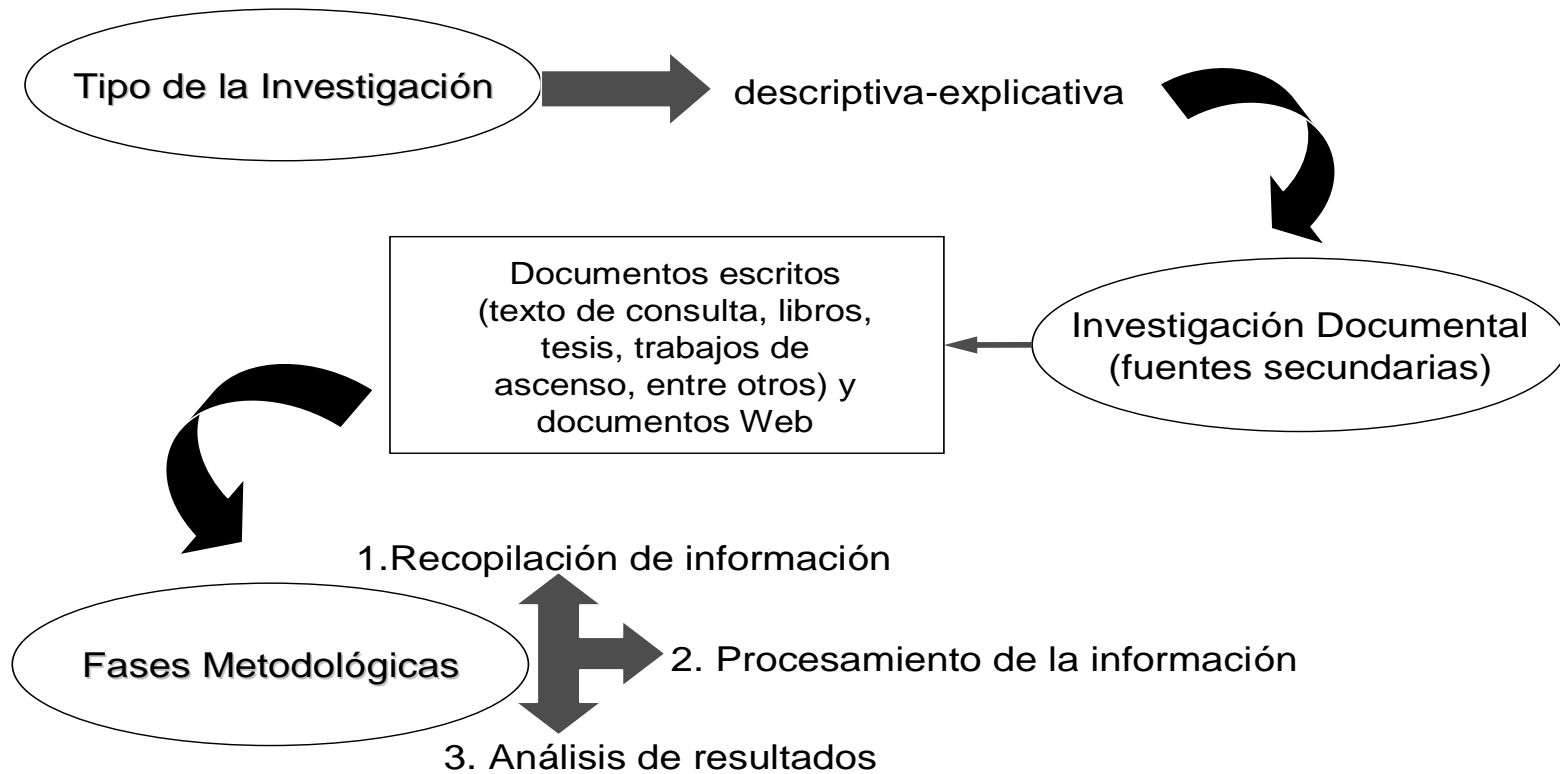 Tipo de la Investigación
descriptiva-explicativa
Investigación Documental
(fuentes secundarias)
Documentos escritos
(texto de consulta, libros,
tesis, trabajos de
ascenso, entre otros) y
documentos Web
Fases Metodológicas
1.Recopilación de información
2. Procesamiento de la información
3. Análisis de resultados